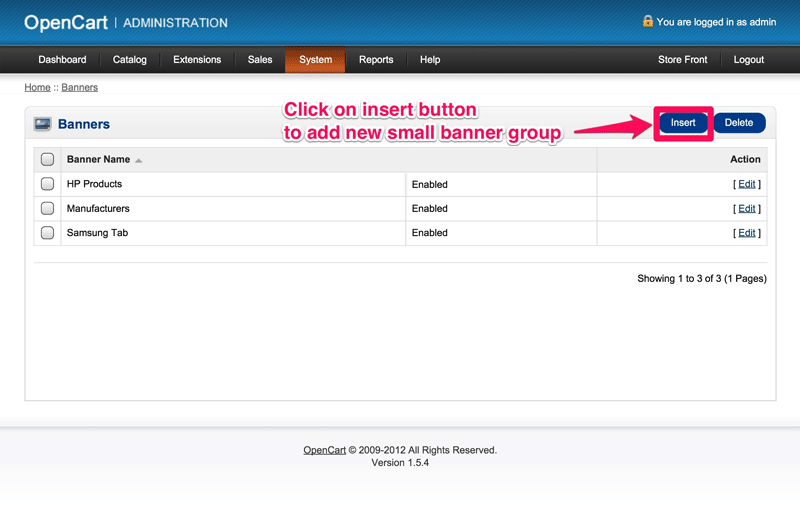 OpenCart | ADMINISTRATION
You are logged in as admin
Dashboard Catalog Extensions Sales System Reports Help Store Front Logout
Home :: Banners
Click on insert button
to add new small banner group
Banners
Insert Delete
Banner Name Action
HP Products Enabled [ Edit ]
Manufacturers Enabled [ Edit ]
Samsung Tab Enabled [ Edit ]
Showing 1 to 3 of 3 (1 Pages)
OpenCart © 2009-2012 All Rights Reserved.
Version 1.5.4